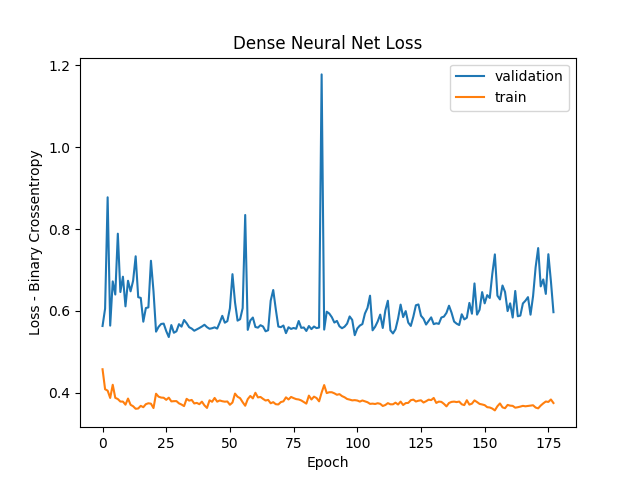 Dense Neural Net Loss
validation
train
1.2
1.0
0.8
0.6
0.4
Loss - Binary Crossentropy
0 25 50 75 100 125 150 175
Epoch